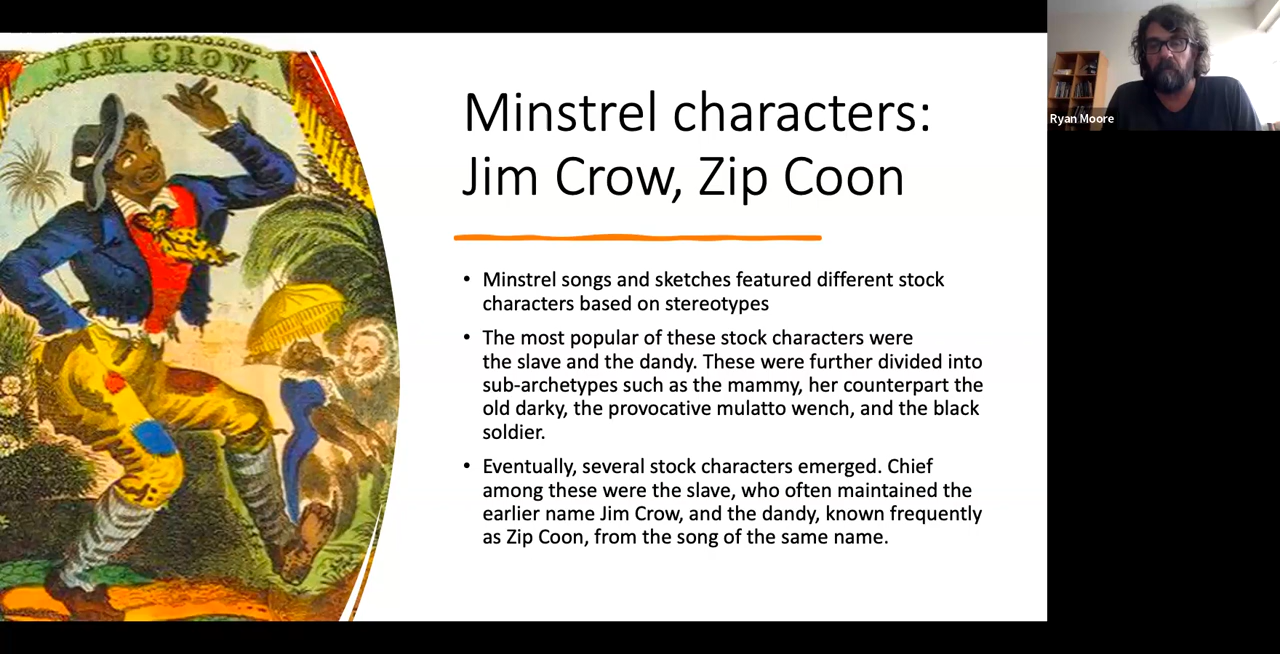 JIM CROW.
Minstrel characters:
Jim Crow, Zip Coon
• Minstrel songs and sketches featured different stock
characters based on stereotypes
• The most popular of these stock characters were
the slave and the dandy. These were further divided into
sub-archetypes such as the mammy, her counterpart the
old darky, the provocative mulatto wench, and the black
soldier.
• Eventually, several stock characters emerged. Chief
among these were the slave, who often maintained the
earlier name Jim Crow, and the dandy, known frequently
as Zip Coon, from the song of the same name.
Ryan Moore